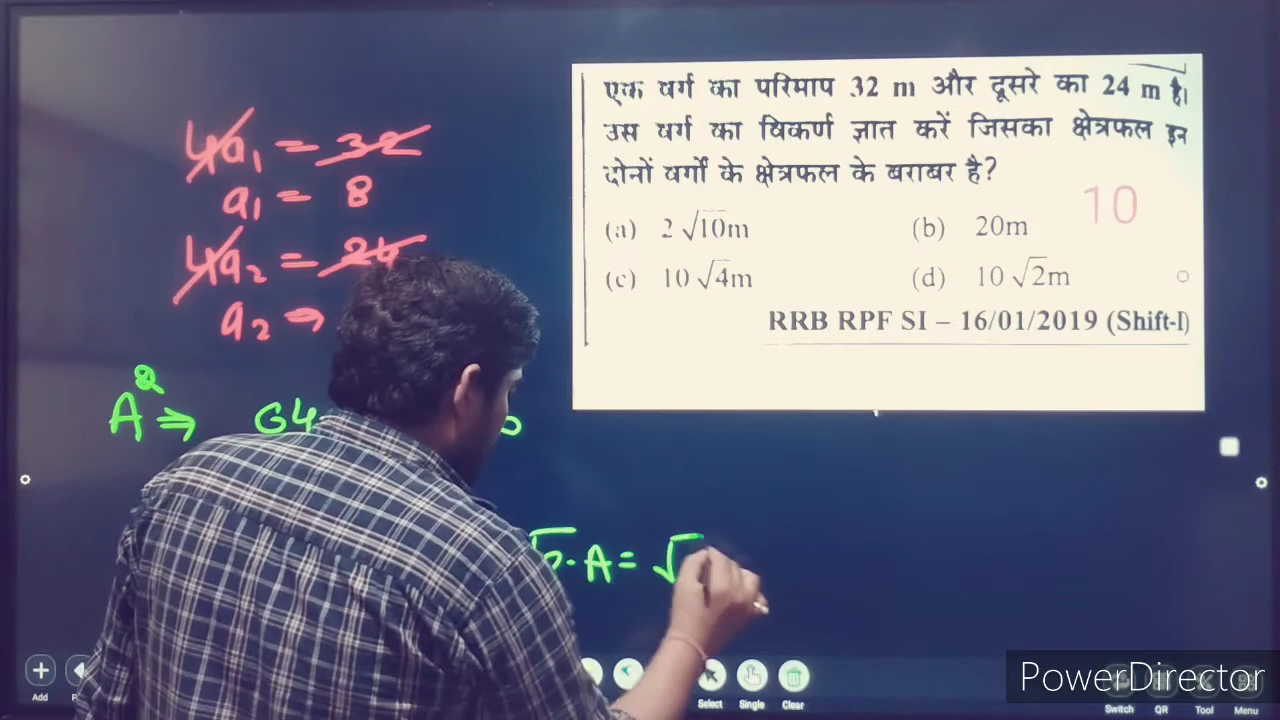 एक वर्ग का परिमाप 32 m और दूसरे का 24 m है।
उस वर्ग का विकर्ण ज्ञात करें जिसका क्षेत्रफल इन
दोनों वर्गों के क्षेत्रफल के बराबर है?
(a) 2√10m (b) 20m
10
(c) 10√4m (d) 10√2m
RRB RPF SI – 16/01/2019 (Shift-I)
4a₁ = 32
a₁ = 8
4a₂ = 24
a₂ ⇒
A² ⇒ 64
·A = √
Add
Select Single Clear
Switch QR Tool Menu
PowerDirector